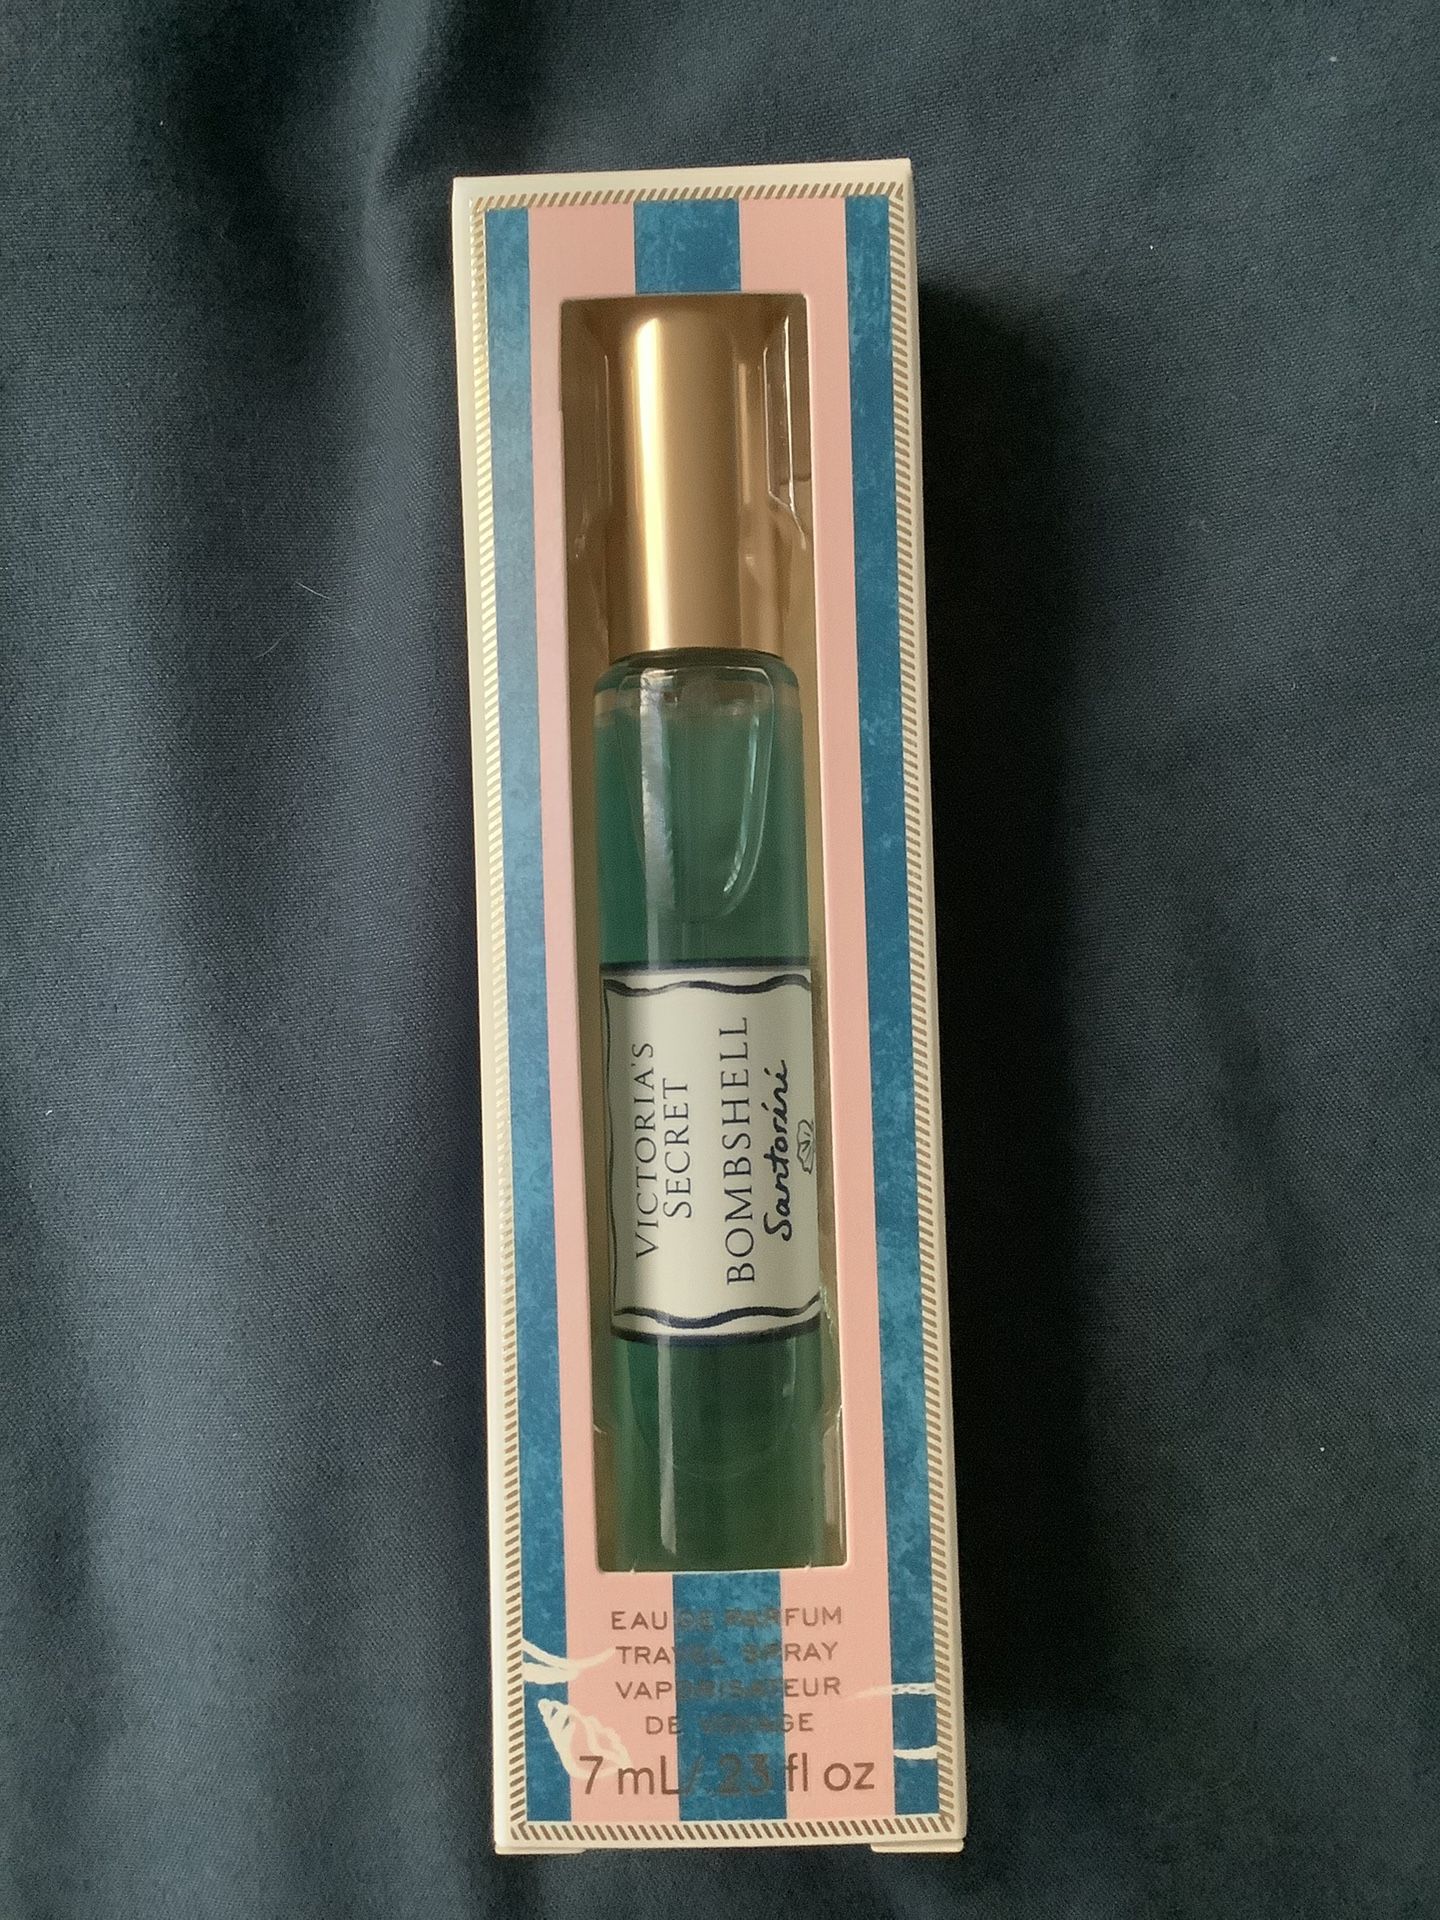 VICTORIA'S
SECRET
BOMBSHELL
Santorini
EAU DE PARFUM
TRAVEL SPRAY
VAPORISATEUR
DE VOYAGE
7 mL/.23 fl oz